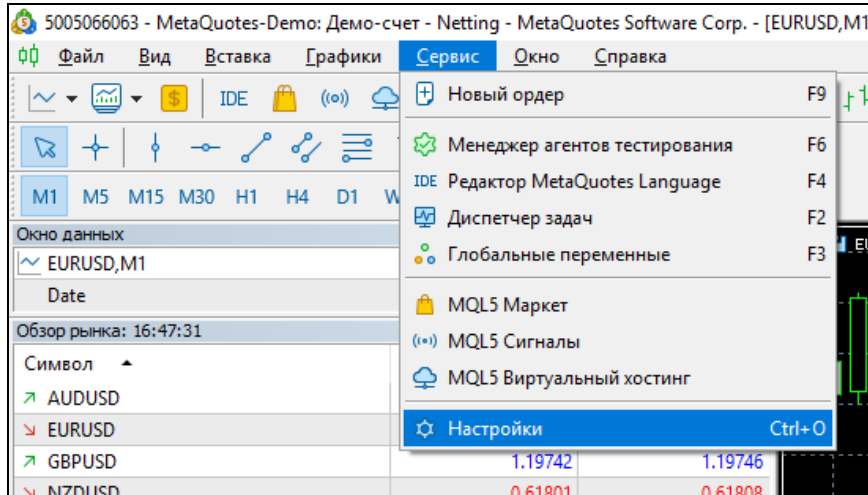 5005066063 - MetaQuotes-Demo: Демо-счет - Netting - MetaQuotes Software Corp. - [EURUSD,M1
Файл Вид Вставка Графики Сервис Окно Справка
IDE
M1 M5 M15 M30 H1 H4 D1
Новый ордер F9
Менеджер агентов тестирования F6
IDE Редактор MetaQuotes Language F4
Диспетчер задач F2
Глобальные переменные F3
MQL5 Маркет
MQL5 Сигналы
MQL5 Виртуальный хостинг
Настройки Ctrl+O
Окно данных
EURUSD,M1
Date
Обзор рынка: 16:47:31
Символ
AUDUSD
EURUSD
GBPUSD 1.19742 1.19746
NZDUSD 0.61801 0.61808